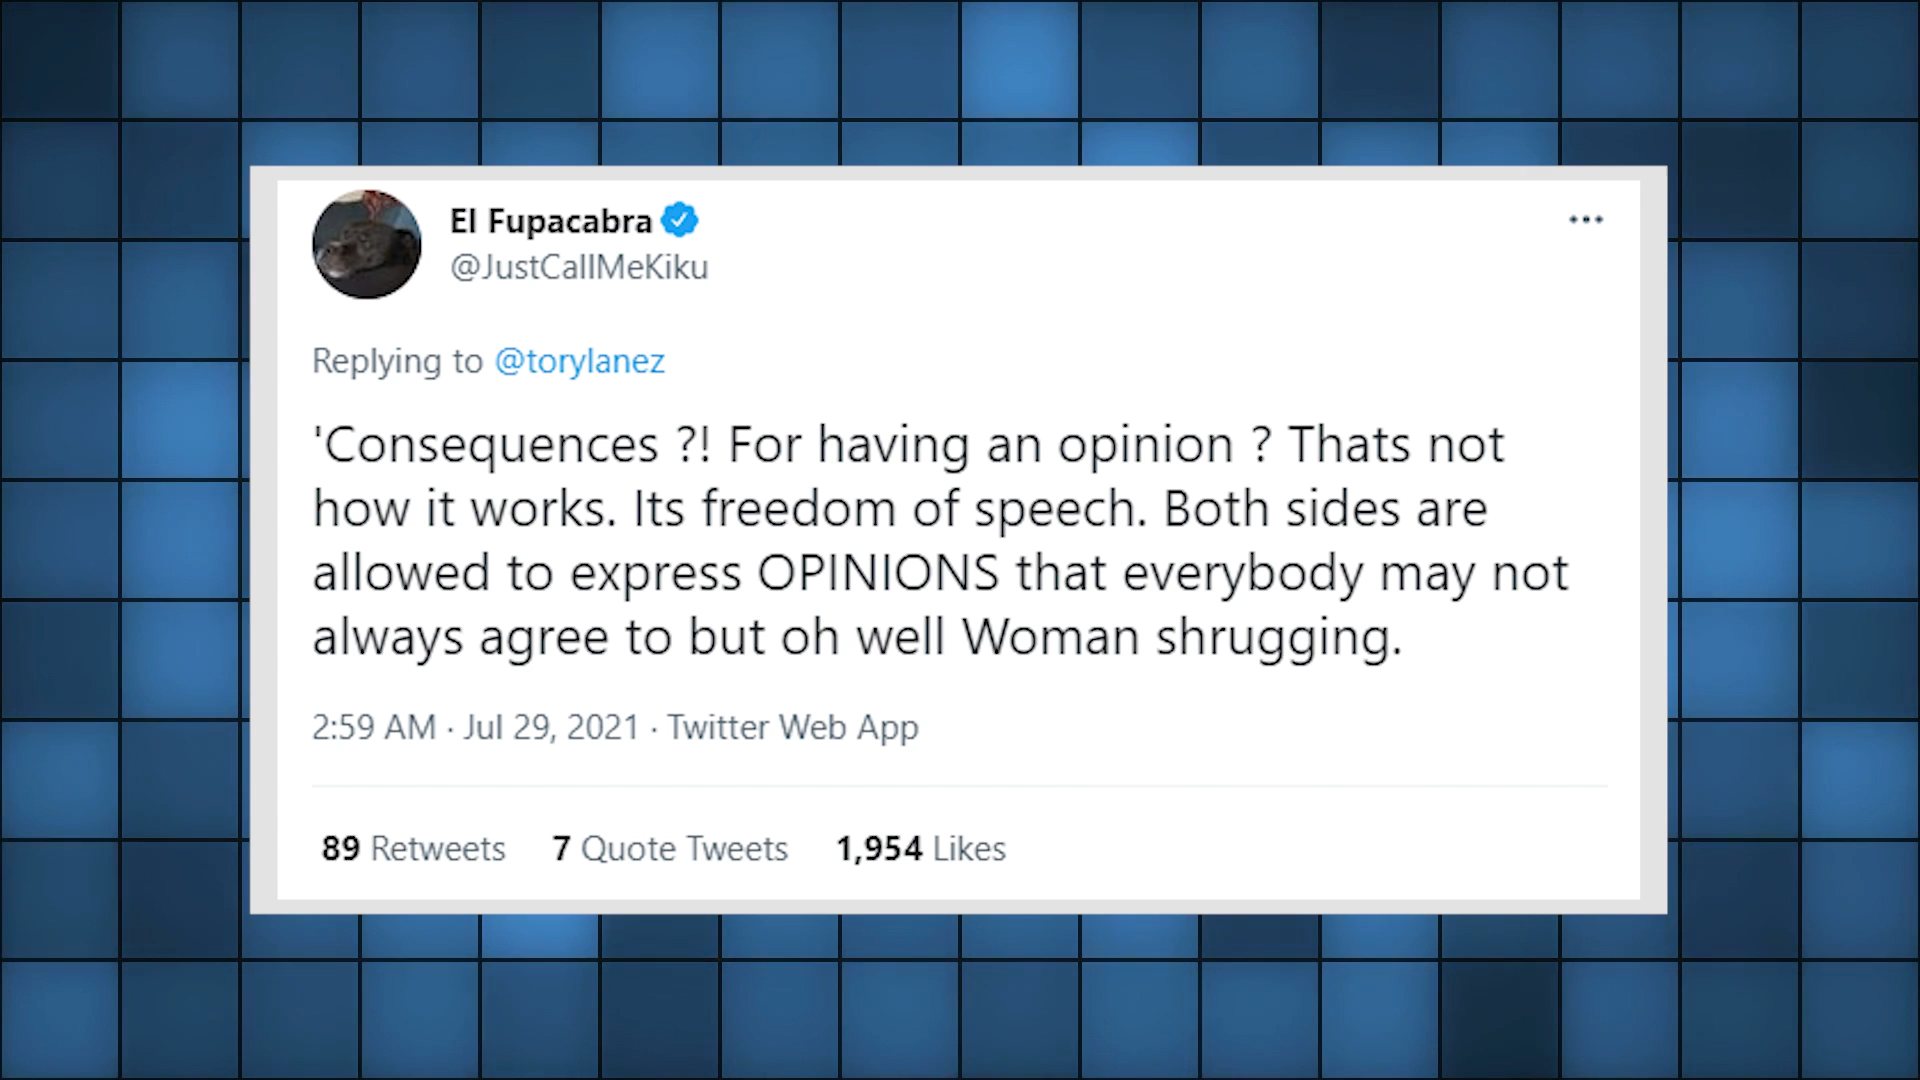 El Fupacabra
@JustCallMeKiku
Replying to @torylanez
'Consequences ?! For having an opinion ? Thats not
how it works. Its freedom of speech. Both sides are
allowed to express OPINIONS that everybody may not
always agree to but oh well Woman shrugging.
2:59 AM · Jul 29, 2021 · Twitter Web App
89 Retweets 7 Quote Tweets 1,954 Likes